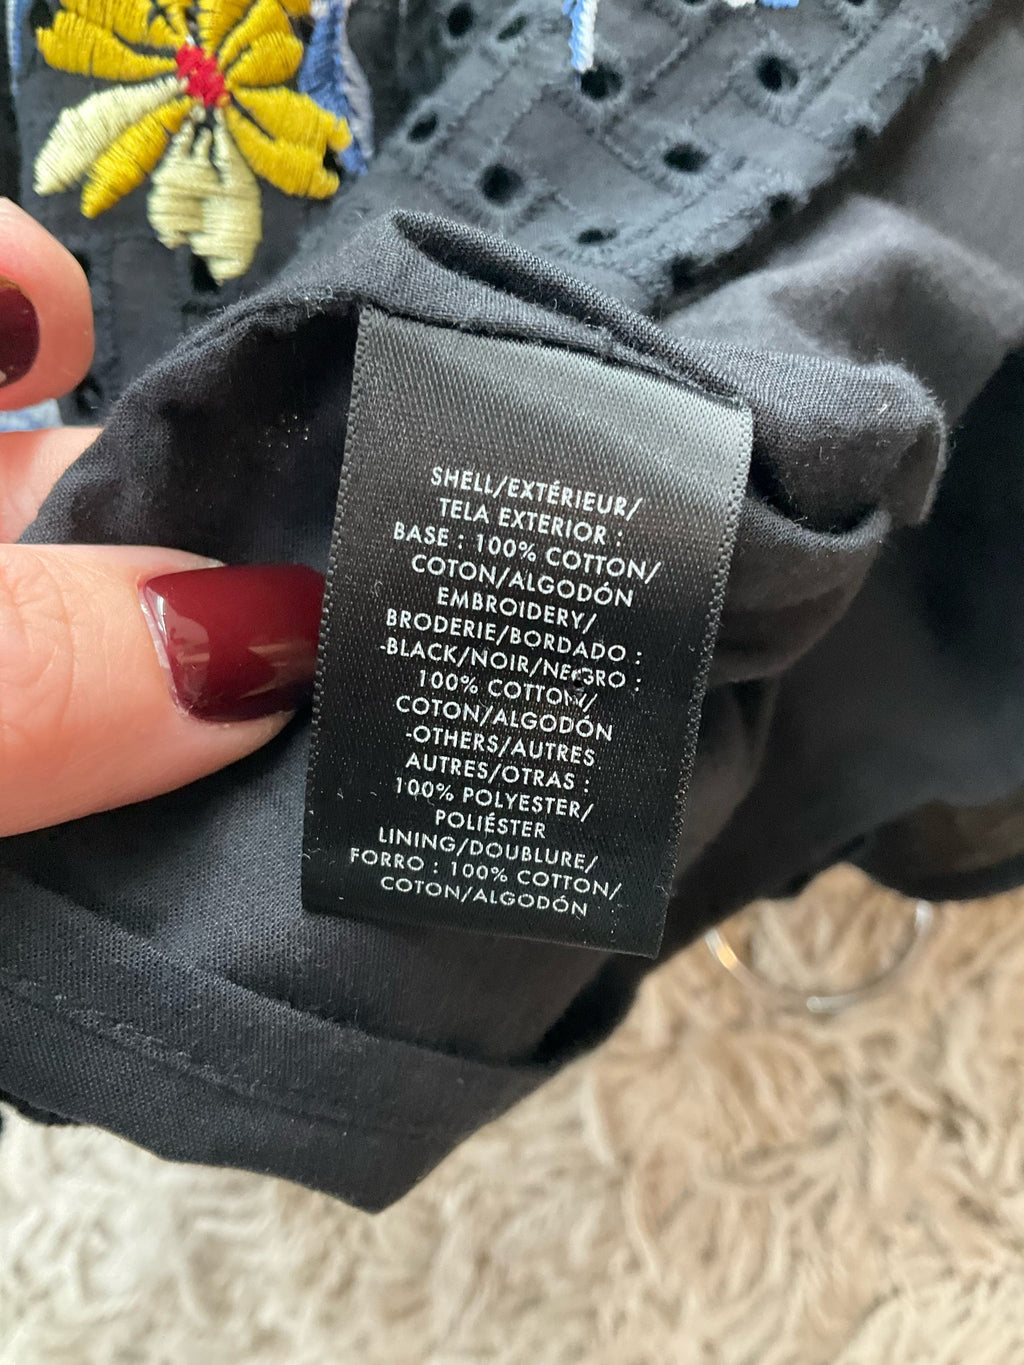 SHELL/EXTÉRIEUR/
TELA EXTERIOR :
BASE : 100% COTTON/
COTON/ALGODÓN
EMBROIDERY/
BRODERIE/BORDADO :
-BLACK/NOIR/NEGRO :
100% COTTON/
COTON/ALGODÓN
-OTHERS/AUTRES
AUTRES/OTRAS :
100% POLYESTER/
POLIÉSTER
LINING/DOUBLURE/
FORRO : 100% COTTON/
COTON/ALGODÓN